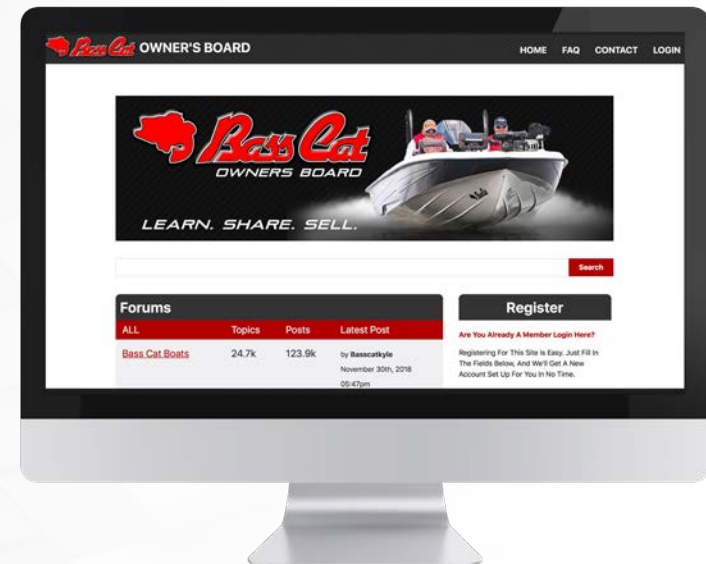 Bass Cat OWNER'S BOARD
HOME FAQ CONTACT LOGIN
Bass Cat
OWNERS BOARD
LEARN. SHARE. SELL.
Search
Forums
ALL Topics Posts Latest Post
Bass Cat Boats 24.7k 123.9k by Basscatkyle
November 30th, 2018
05:47pm
Register
Are You Already A Member Login Here?
Registering For This Site Is Easy. Just Fill In
The Fields Below, And We'll Get A New
Account Set Up For You In No Time.